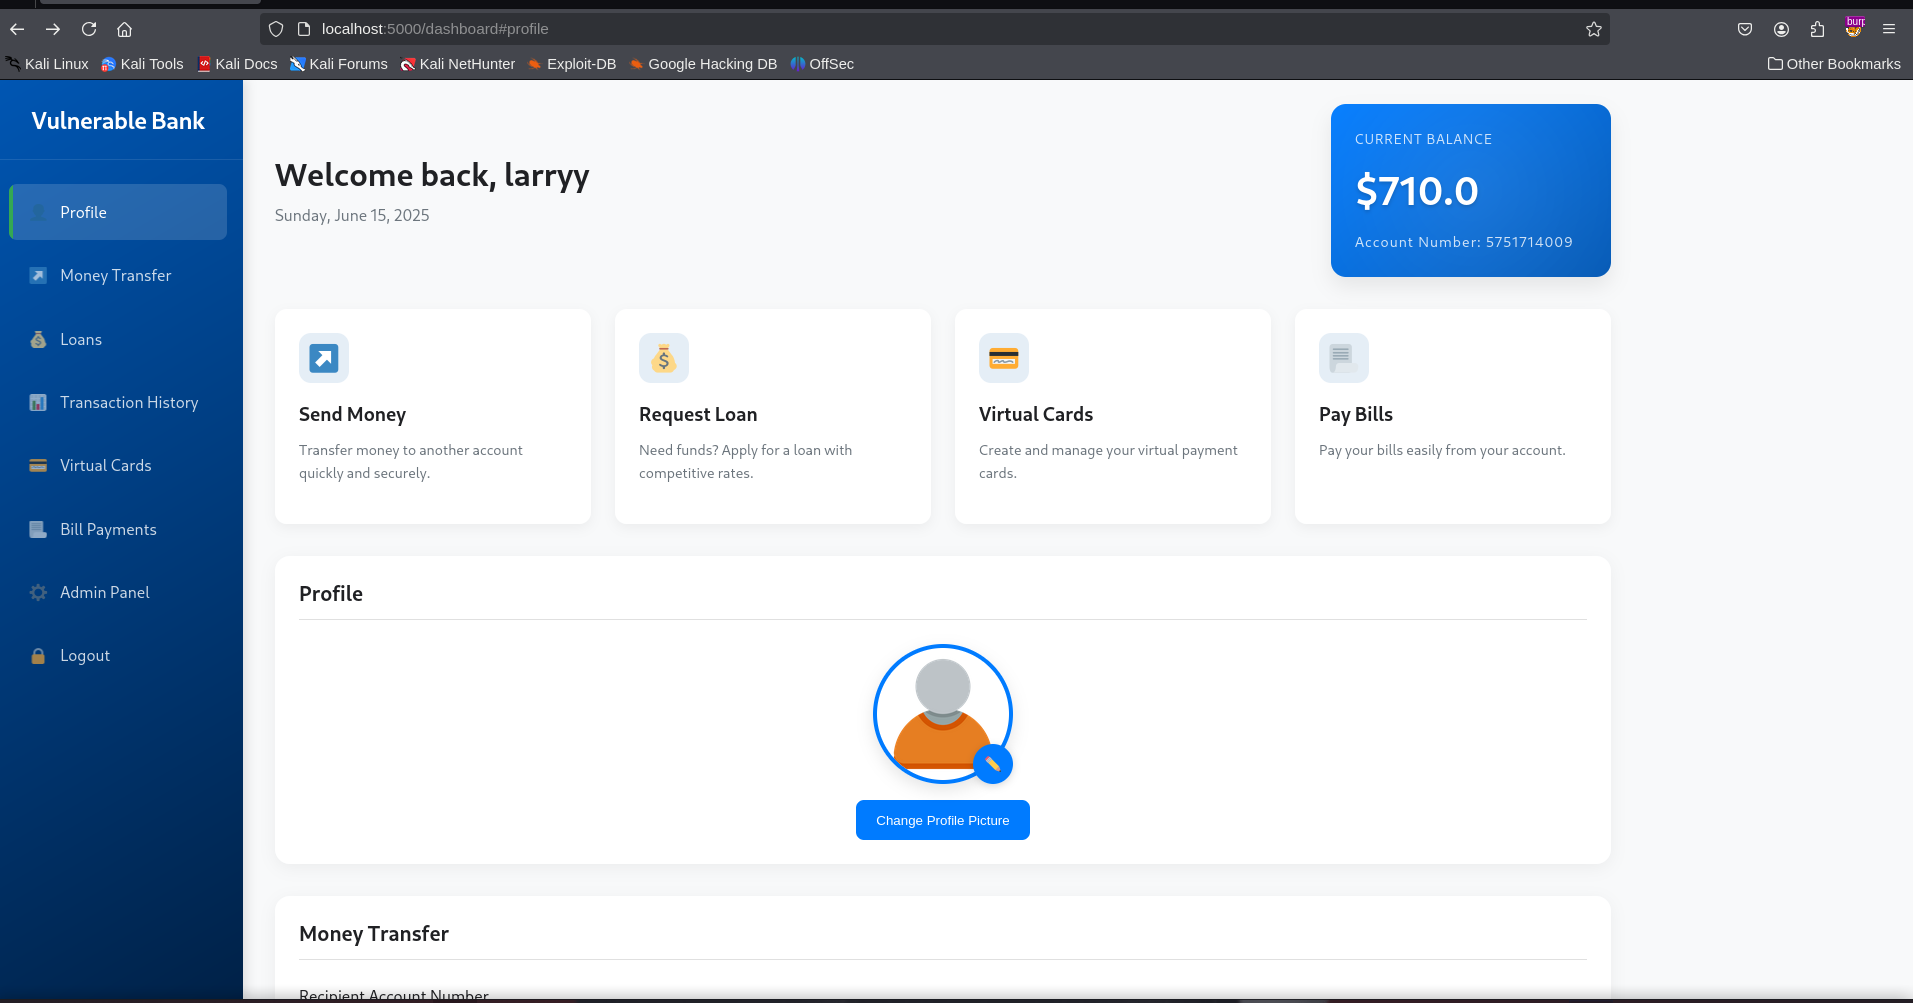 localhost:5000/dashboard#profile
burp
Kali Linux Kali Tools Kali Docs Kali Forums Kali NetHunter Exploit-DB Google Hacking DB OffSec Other Bookmarks
Vulnerable Bank
Profile
Money Transfer
Loans
Transaction History
Virtual Cards
Bill Payments
Admin Panel
Logout
Welcome back, larryy
Sunday, June 15, 2025
CURRENT BALANCE
$710.0
Account Number: 5751714009
Send Money
Transfer money to another account
quickly and securely.
Request Loan
Need funds? Apply for a loan with
competitive rates.
Virtual Cards
Create and manage your virtual payment
cards.
Pay Bills
Pay your bills easily from your account.
Profile
Change Profile Picture
Money Transfer
Recipient Account Number